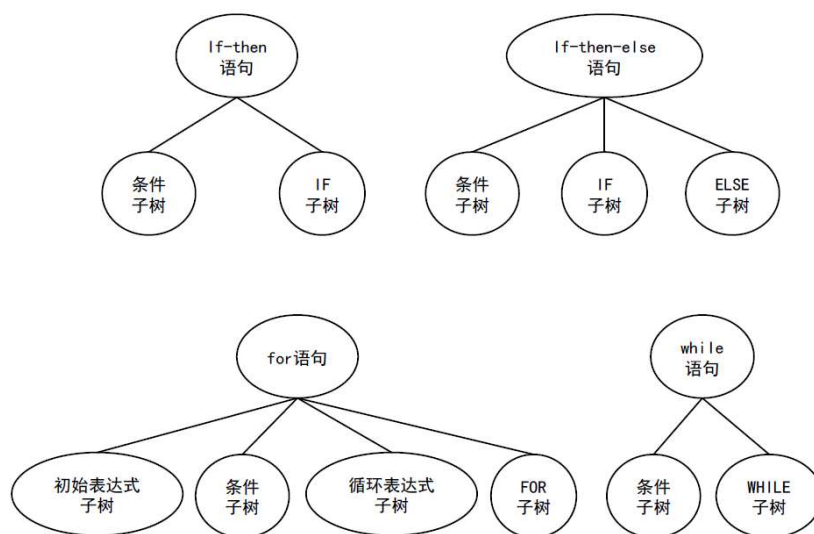 If-then
语句
If-then-else
语句
条件
子树
IF
子树
条件
子树
IF
子树
ELSE
子树
for语句
while
语句
初始表达式
子树
条件
子树
循环表达式
子树
FOR
子树
条件
子树
WHILE
子树